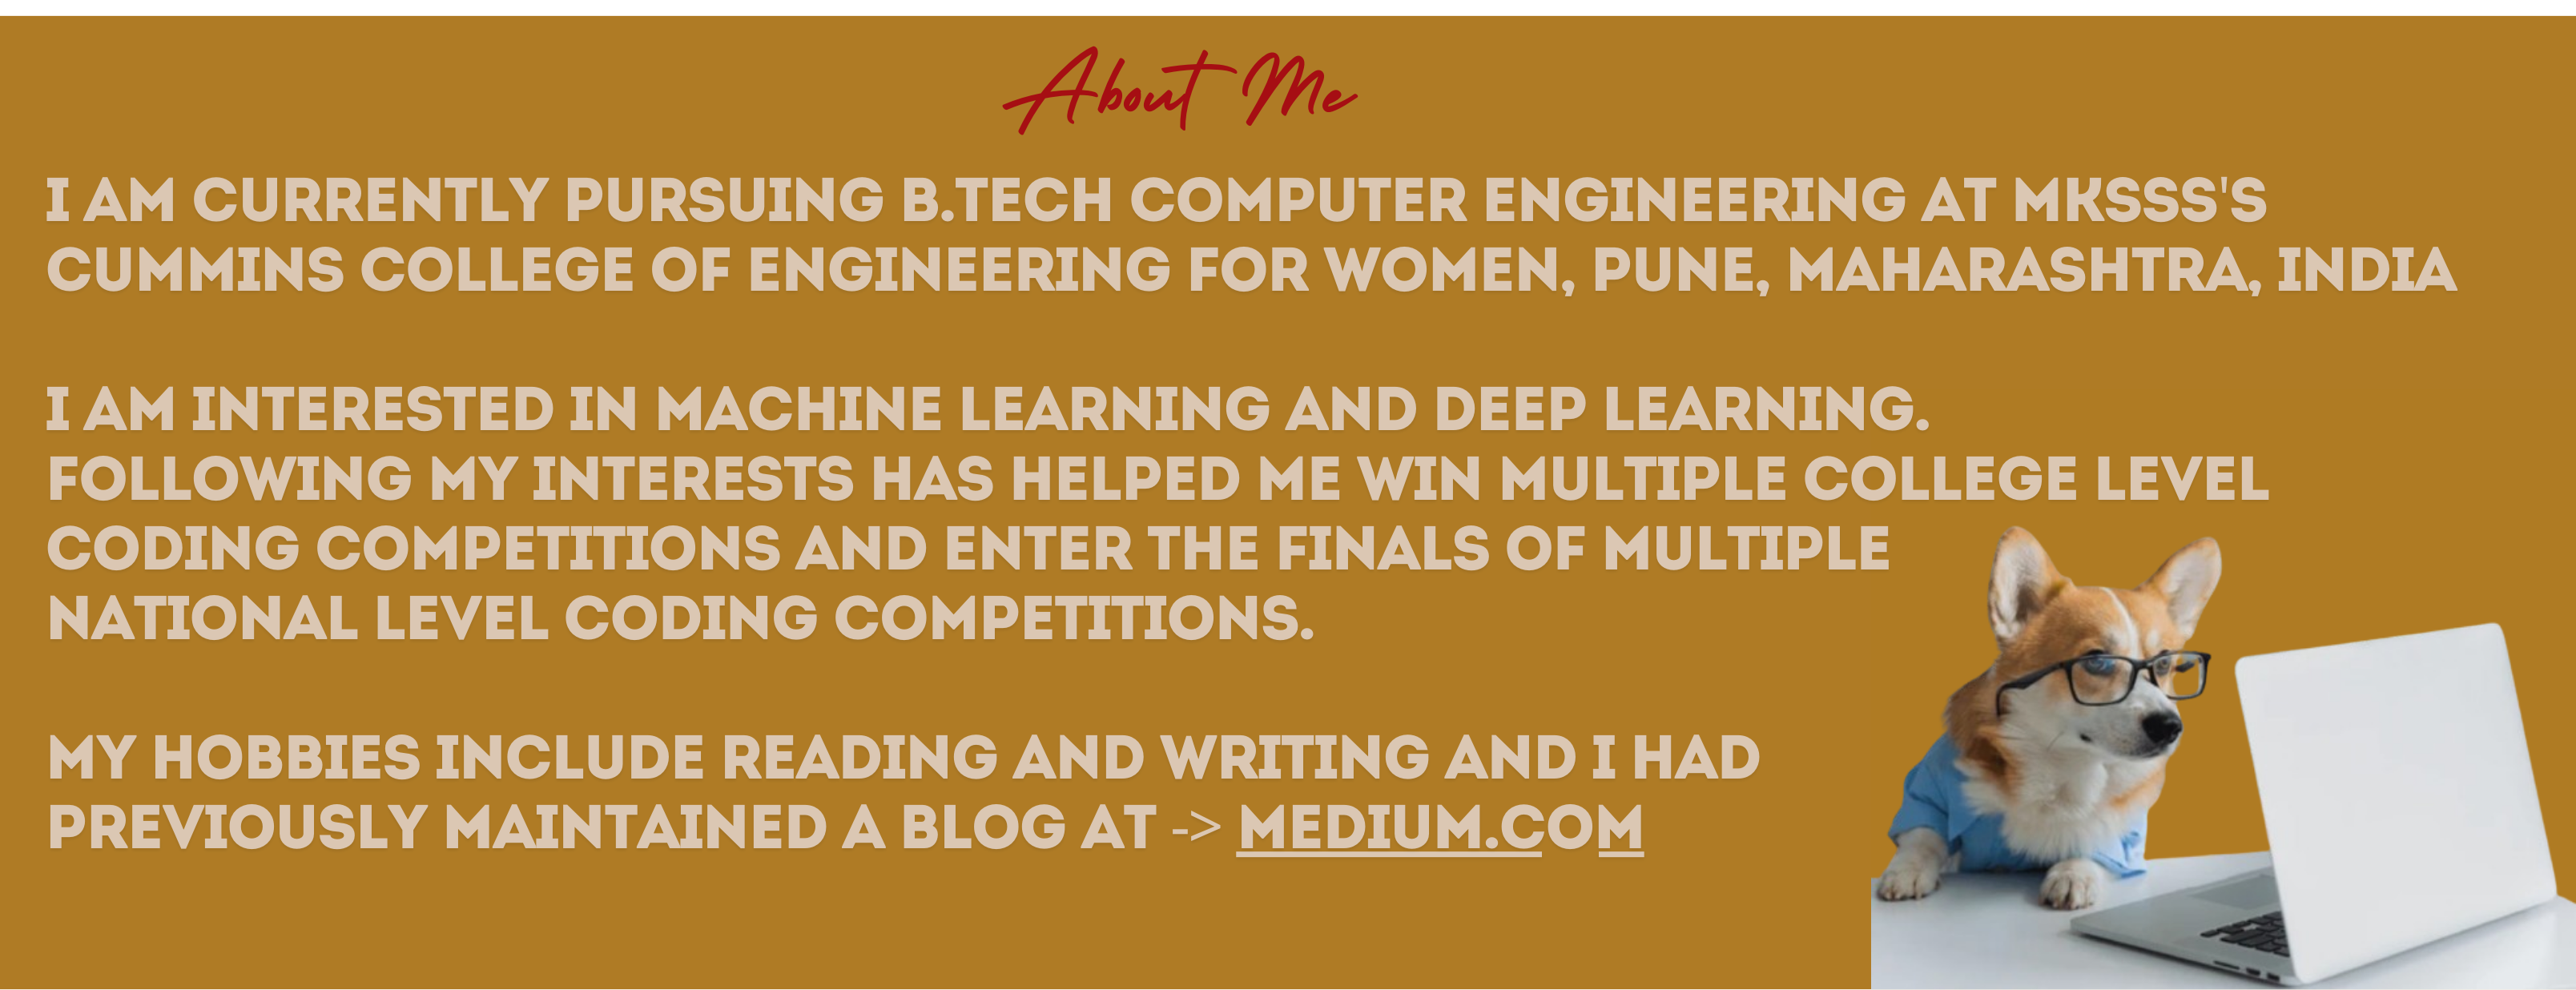 About Me
I AM CURRENTLY PURSUING B.TECH COMPUTER ENGINEERING AT MKSSS'S
CUMMINS COLLEGE OF ENGINEERING FOR WOMEN, PUNE, MAHARASHTRA, INDIA
I AM INTERESTED IN MACHINE LEARNING AND DEEP LEARNING.
FOLLOWING MY INTERESTS HAS HELPED ME WIN MULTIPLE COLLEGE LEVEL
CODING COMPETITIONS AND ENTER THE FINALS OF MULTIPLE
NATIONAL LEVEL CODING COMPETITIONS.
MY HOBBIES INCLUDE READING AND WRITING AND I HAD
PREVIOUSLY MAINTAINED A BLOG AT -> MEDIUM.COM